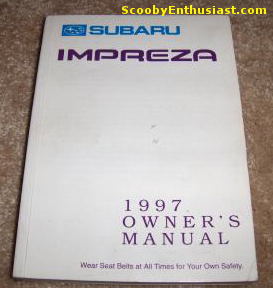 ScoobyEnthusiast.com
SUBARU
IMPREZA
1997
OWNER'S
MANUAL
Wear Seat Belts at All Times for Your Own Safety.